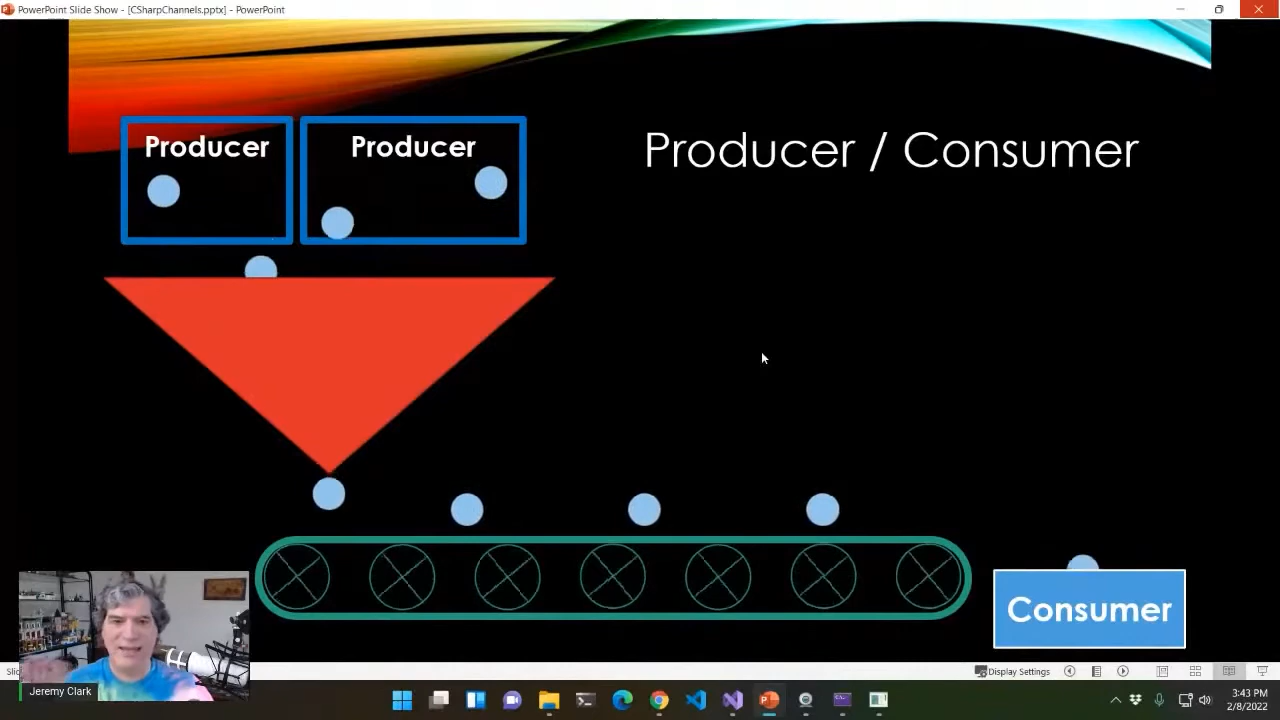 PowerPoint Slide Show - [CSharpChannels.pptx] - PowerPoint
Producer
Producer
Producer / Consumer
Consumer
Jeremy Clark
Display Settings
3:43 PM
2/8/2022